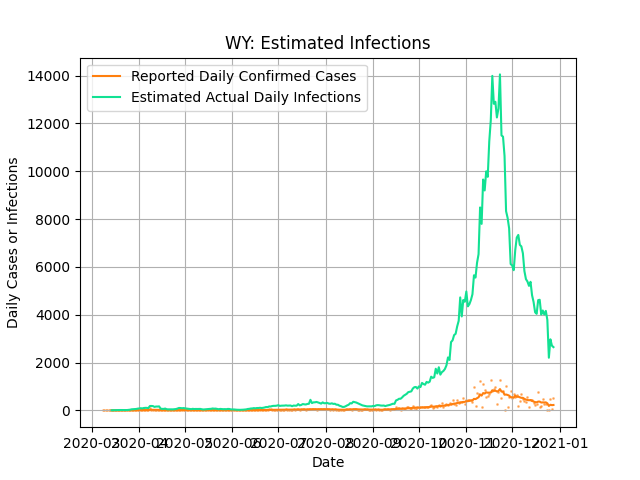 WY: Estimated Infections
Reported Daily Confirmed Cases
Estimated Actual Daily Infections
14000
12000
10000
8000
6000
4000
2000
0
Daily Cases or Infections
2020-03 2020-04 2020-05 2020-06 2020-07 2020-08 2020-09 2020-10 2020-11 2020-12 2021-01
Date